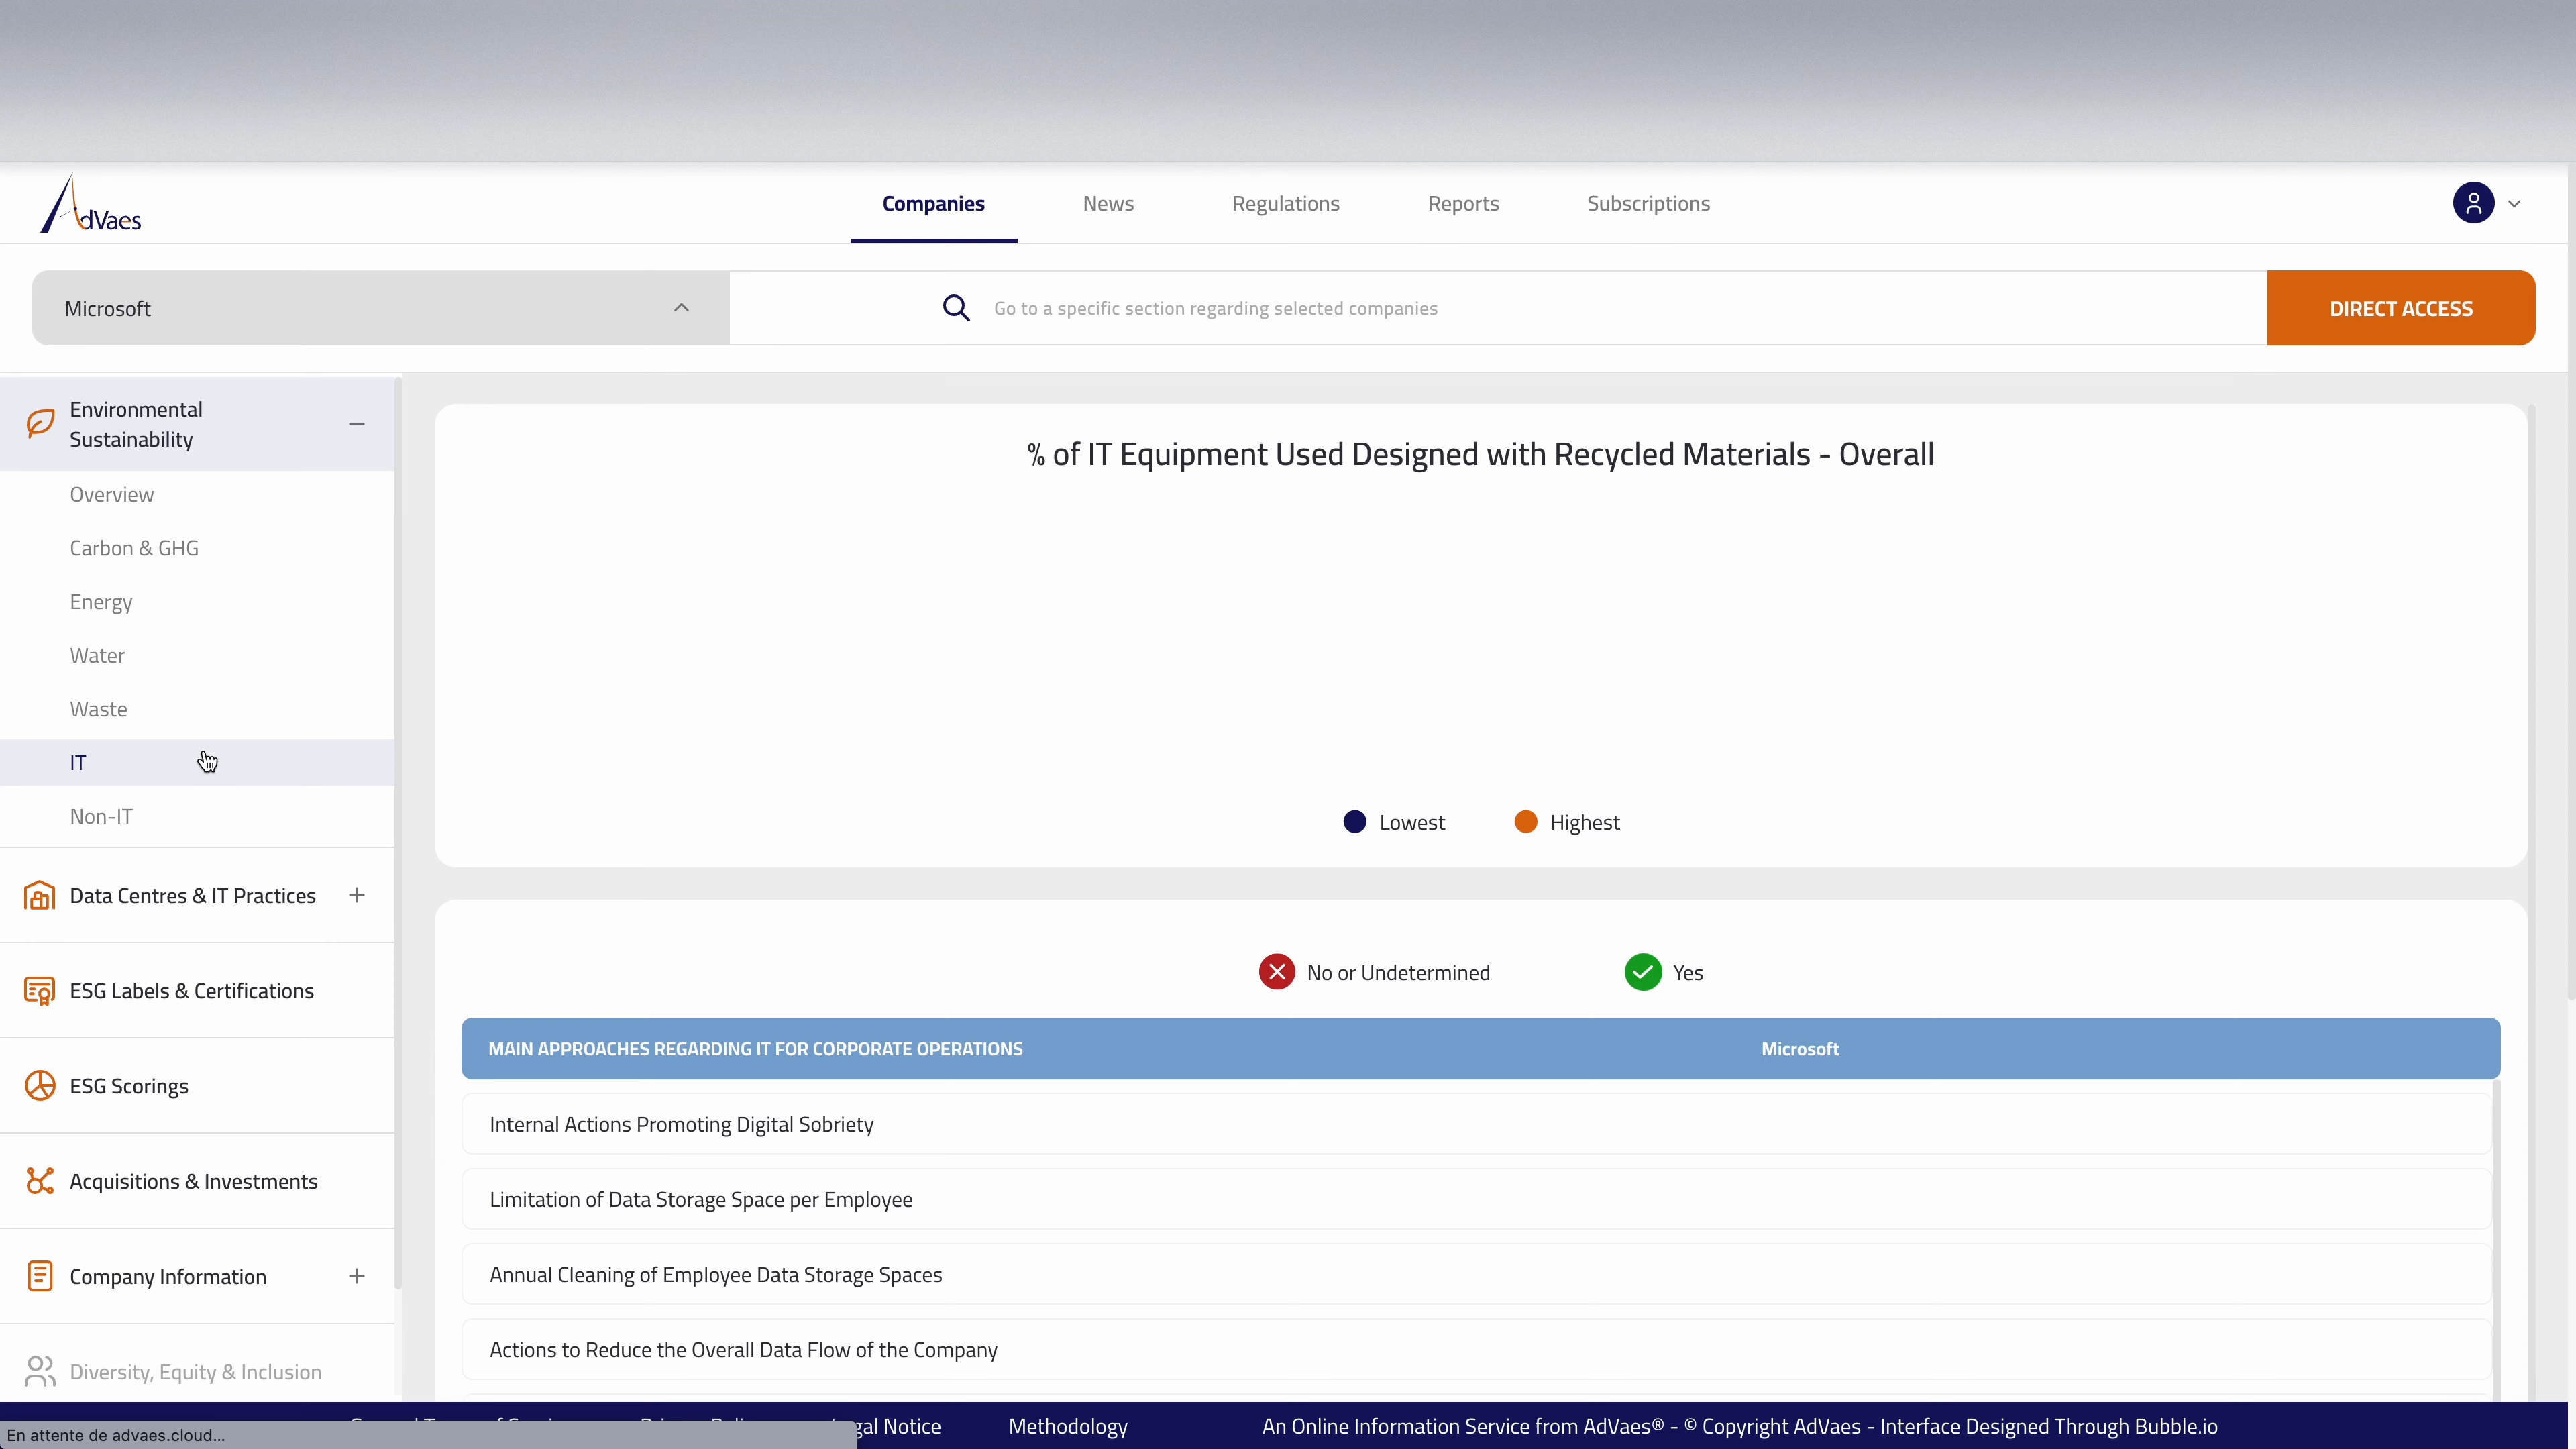 AdVaes
Companies
News
Regulations
Reports
Subscriptions
Microsoft
Go to a specific section regarding selected companies
DIRECT ACCESS
Environmental
Sustainability
Overview
Carbon & GHG
Energy
Water
Waste
IT
Non-IT
Data Centres & IT Practices
ESG Labels & Certifications
ESG Scorings
Acquisitions & Investments
Company Information
Diversity, Equity & Inclusion
% of IT Equipment Used Designed with Recycled Materials - Overall
Lowest
Highest
No or Undetermined
Yes
MAIN APPROACHES REGARDING IT FOR CORPORATE OPERATIONS
Microsoft
Internal Actions Promoting Digital Sobriety
Limitation of Data Storage Space per Employee
Annual Cleaning of Employee Data Storage Spaces
Actions to Reduce the Overall Data Flow of the Company
Notice
Methodology
An Online Information Service from AdVaes® - © Copyright AdVaes - Interface Designed Through Bubble.io
En attente de advaes.cloud...